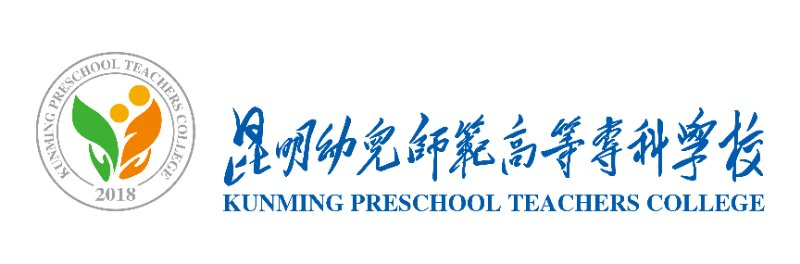 KUNMING PRESCHOOL TEACHERS COLLEGE
2018
昆明幼兒師範高等專科學校
KUNMING PRESCHOOL TEACHERS COLLEGE